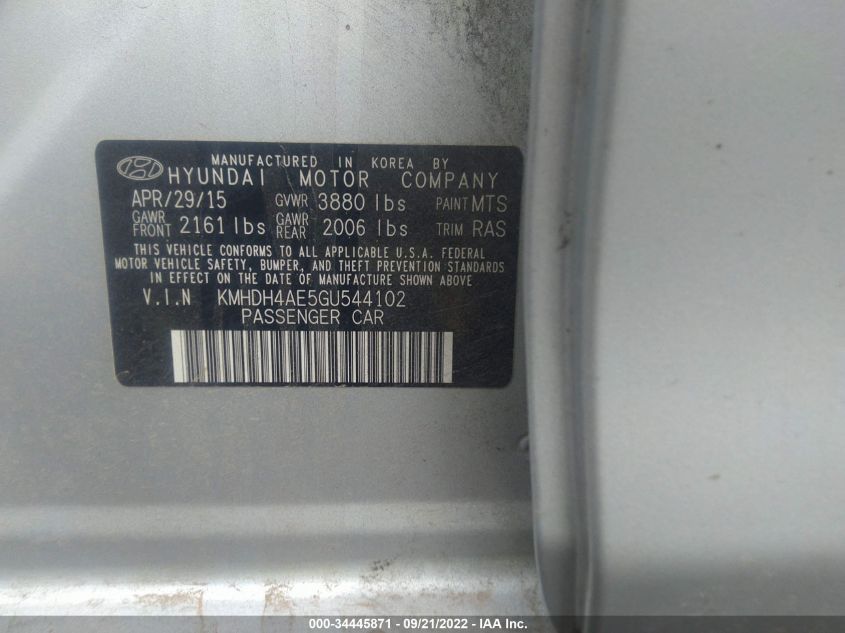 MANUFACTURED IN KOREA BY
HYUNDAI MOTOR COMPANY
APR/29/15 GVWR 3880 lbs PAINT MTS
GAWR FRONT 2161 lbs GAWR REAR 2006 lbs TRIM RAS
THIS VEHICLE CONFORMS TO ALL APPLICABLE U.S.A. FEDERAL
MOTOR VEHICLE SAFETY, BUMPER, AND THEFT PREVENTION STANDARDS
IN EFFECT ON THE DATE OF MANUFACTURE SHOWN ABOVE
V.I.N KMHDH4AE5GU544102
PASSENGER CAR
000-34445871 - 09/21/2022 - IAA Inc.